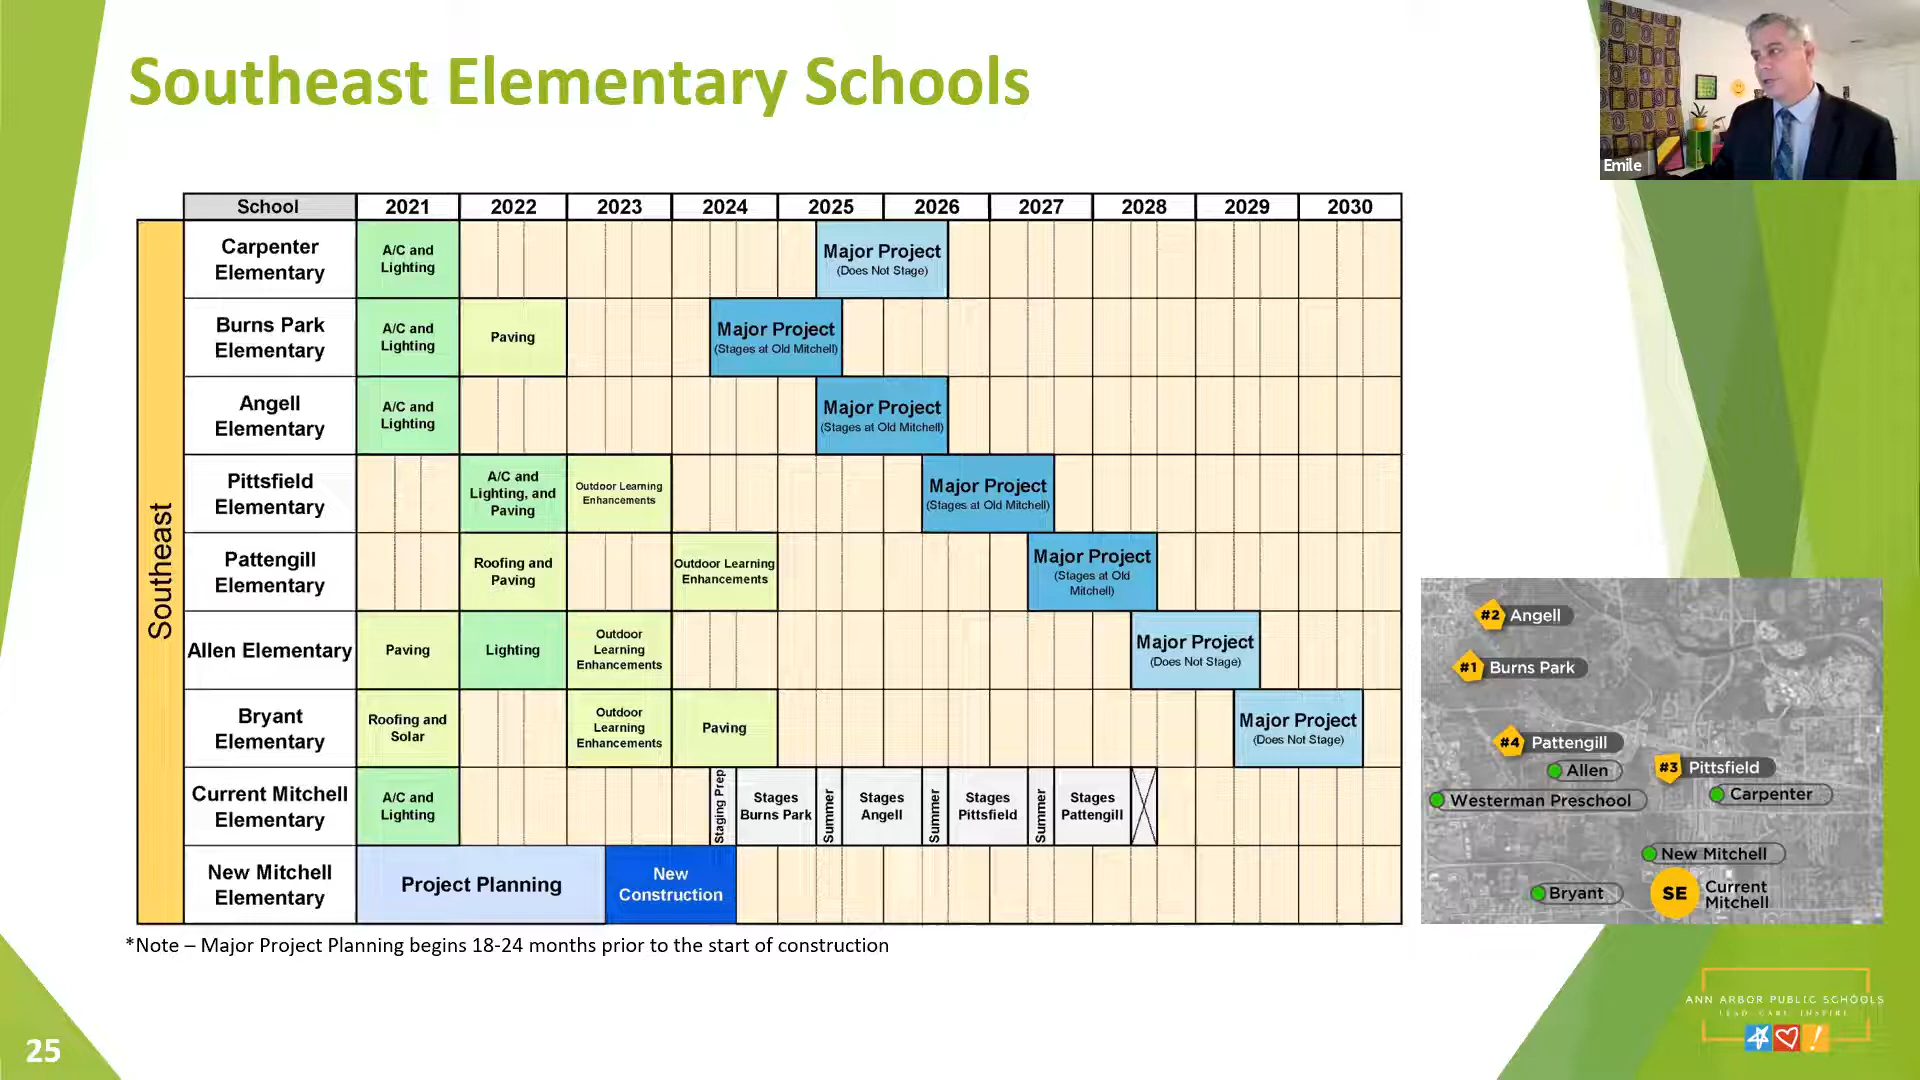 Southeast Elementary Schools
Emile
School 2021 2022 2023 2024 2025 2026 2027 2028 2029 2030
Southeast
Carpenter
Elementary
A/C and
Lighting
Major Project
(Does Not Stage)
Burns Park
Elementary
A/C and
Lighting
Paving
Major Project
(Stages at Old Mitchell)
Angell
Elementary
A/C and
Lighting
Major Project
(Stages at Old Mitchell)
Pittsfield
Elementary
A/C and
Lighting, and
Paving
Outdoor Learning
Enhancements
Major Project
(Stages at Old Mitchell)
Pattengill
Elementary
Roofing and
Paving
Outdoor Learning
Enhancements
Major Project
(Stages at Old
Mitchell)
Allen Elementary
Paving
Lighting
Outdoor
Learning
Enhancements
Major Project
(Does Not Stage)
Bryant
Elementary
Roofing and
Solar
Outdoor
Learning
Enhancements
Paving
Major Project
(Does Not Stage)
Current Mitchell
Elementary
A/C and
Lighting
Staging Prep
Stages
Burns Park
Summer
Stages
Angell
Summer
Stages
Pittsfield
Summer
Stages
Pattengill
New Mitchell
Elementary
Project Planning
New
Construction
*Note – Major Project Planning begins 18-24 months prior to the start of construction
#2 Angell
#1 Burns Park
#4 Pattengill
Allen
#3 Pittsfield
Westerman Preschool
Carpenter
New Mitchell
Bryant
SE
Current
Mitchell
ANN ARBOR PUBLIC SCHOOLS
LEAD CARE INSPIRE
25